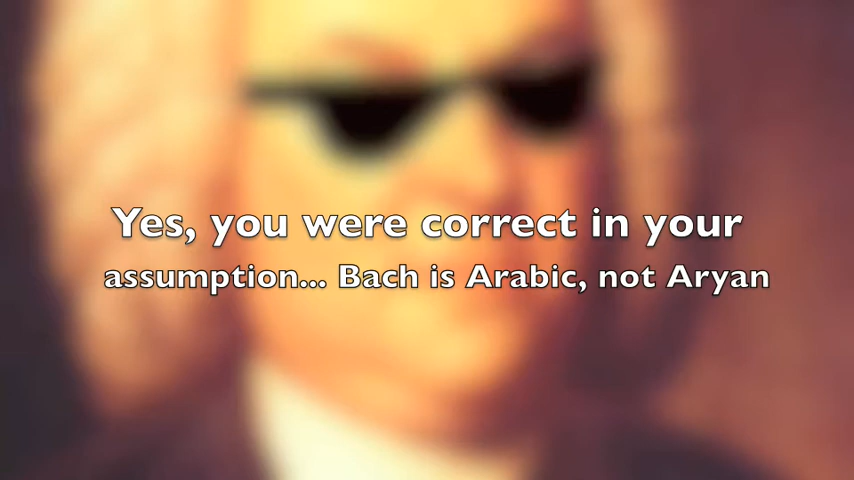 Yes, you were correct in your
assumption... Bach is Arabic, not Aryan